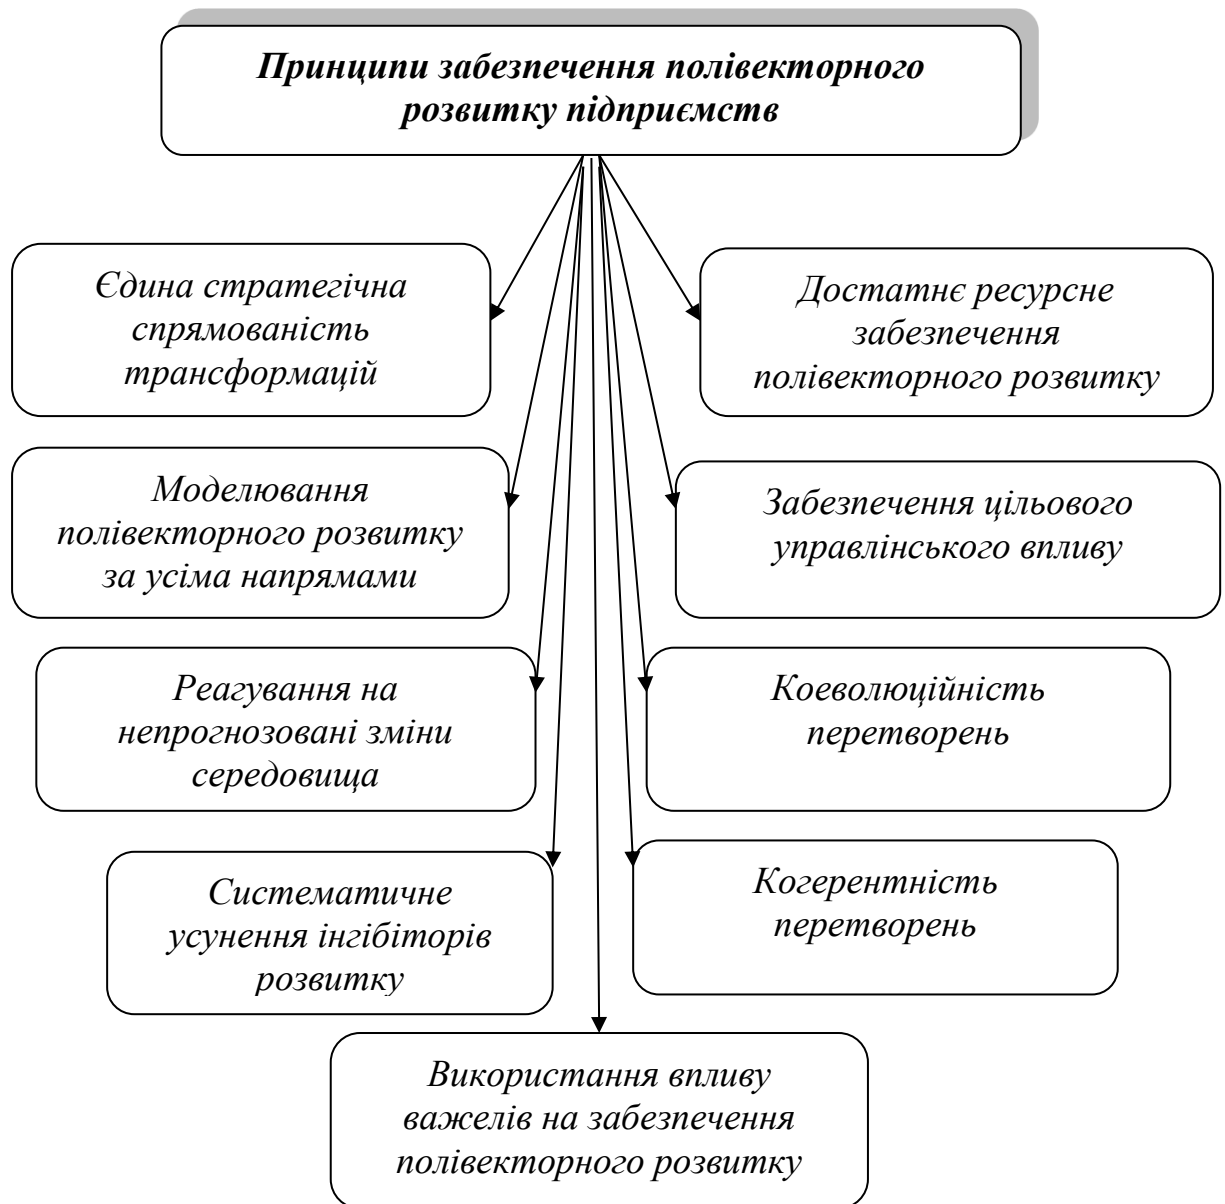 Принципи забезпечення полівекторного
розвитку підприємств
Єдина стратегічна
спрямованість
трансформацій
Достатнє ресурсне
забезпечення
полівекторного розвитку
Моделювання
полівекторного розвитку
за усіма напрямами
Забезпечення цільового
управлінського впливу
Реагування на
непрогнозовані зміни
середовища
Коеволюційність
перетворень
Систематичне
усунення інгібіторів
розвитку
Когерентність
перетворень
Використання впливу
важелів на забезпечення
полівекторного розвитку